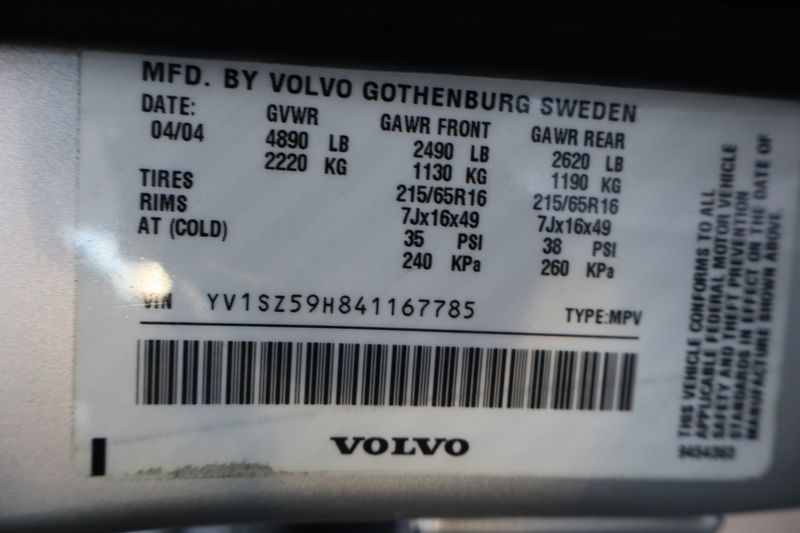 MFD. BY VOLVO GOTHENBURG SWEDEN
DATE: GVWR GAWR FRONT GAWR REAR
04/04 4890 LB 2490 LB 2620 LB
2220 KG 1130 KG 1190 KG
TIRES 215/65R16 215/65R16
RIMS 7Jx16x49 7Jx16x49
AT (COLD) 35 PSI 38 PSI
240 KPa 260 KPa
VIN YV1SZ59H841167785 TYPE:MPV
VOLVO
THIS VEHICLE CONFORMS TO ALL
APPLICABLE FEDERAL MOTOR VEHICLE
SAFETY AND THEFT PREVENTION
STANDARDS IN EFFECT ON THE DATE OF
MANUFACTURE SHOWN ABOVE.